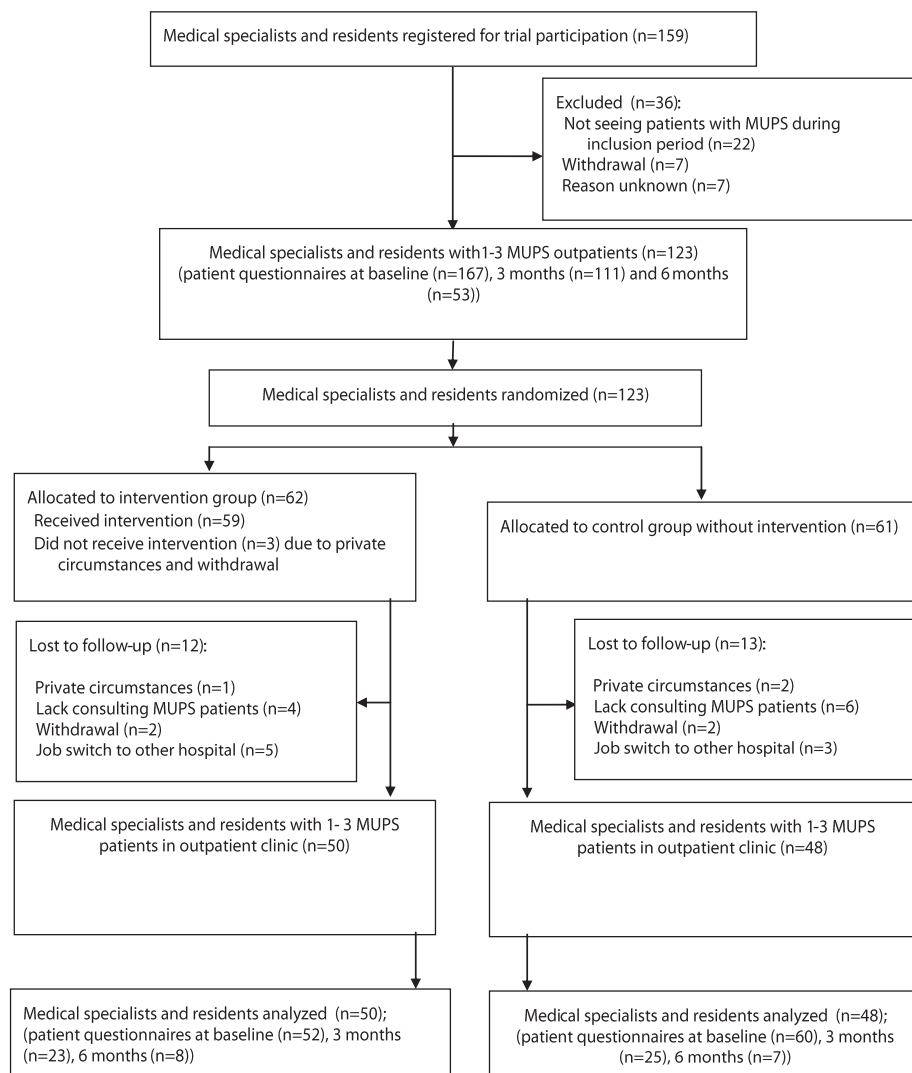 Medical specialists and residents registered for trial participation (n=159)
Excluded (n=36):
Not seeing patients with MUPS during
inclusion period (n=22)
Withdrawal (n=7)
Reason unknown (n=7)
Medical specialists and residents with1-3 MUPS outpatients (n=123)
(patient questionnaires at baseline (n=167), 3 months (n=111) and 6 months
(n=53))
Medical specialists and residents randomized (n=123)
Allocated to intervention group (n=62)
Received intervention (n=59)
Did not receive intervention (n=3) due to private
circumstances and withdrawal
Allocated to control group without intervention (n=61)
Lost to follow-up (n=12):
Private circumstances (n=1)
Lack consulting MUPS patients (n=4)
Withdrawal (n=2)
Job switch to other hospital (n=5)
Lost to follow-up (n=13):
Private circumstances (n=2)
Lack consulting MUPS patients (n=6)
Withdrawal (n=2)
Job switch to other hospital (n=3)
Medical specialists and residents with 1- 3 MUPS
patients in outpatient clinic (n=50)
Medical specialists and residents with 1-3 MUPS
patients in outpatient clinic (n=48)
Medical specialists and residents analyzed (n=50);
(patient questionnaires at baseline (n=52), 3 months
(n=23), 6 months (n=8))
Medical specialists and residents analyzed (n=48);
(patient questionnaires at baseline (n=60), 3 months
(n=25), 6 months (n=7))